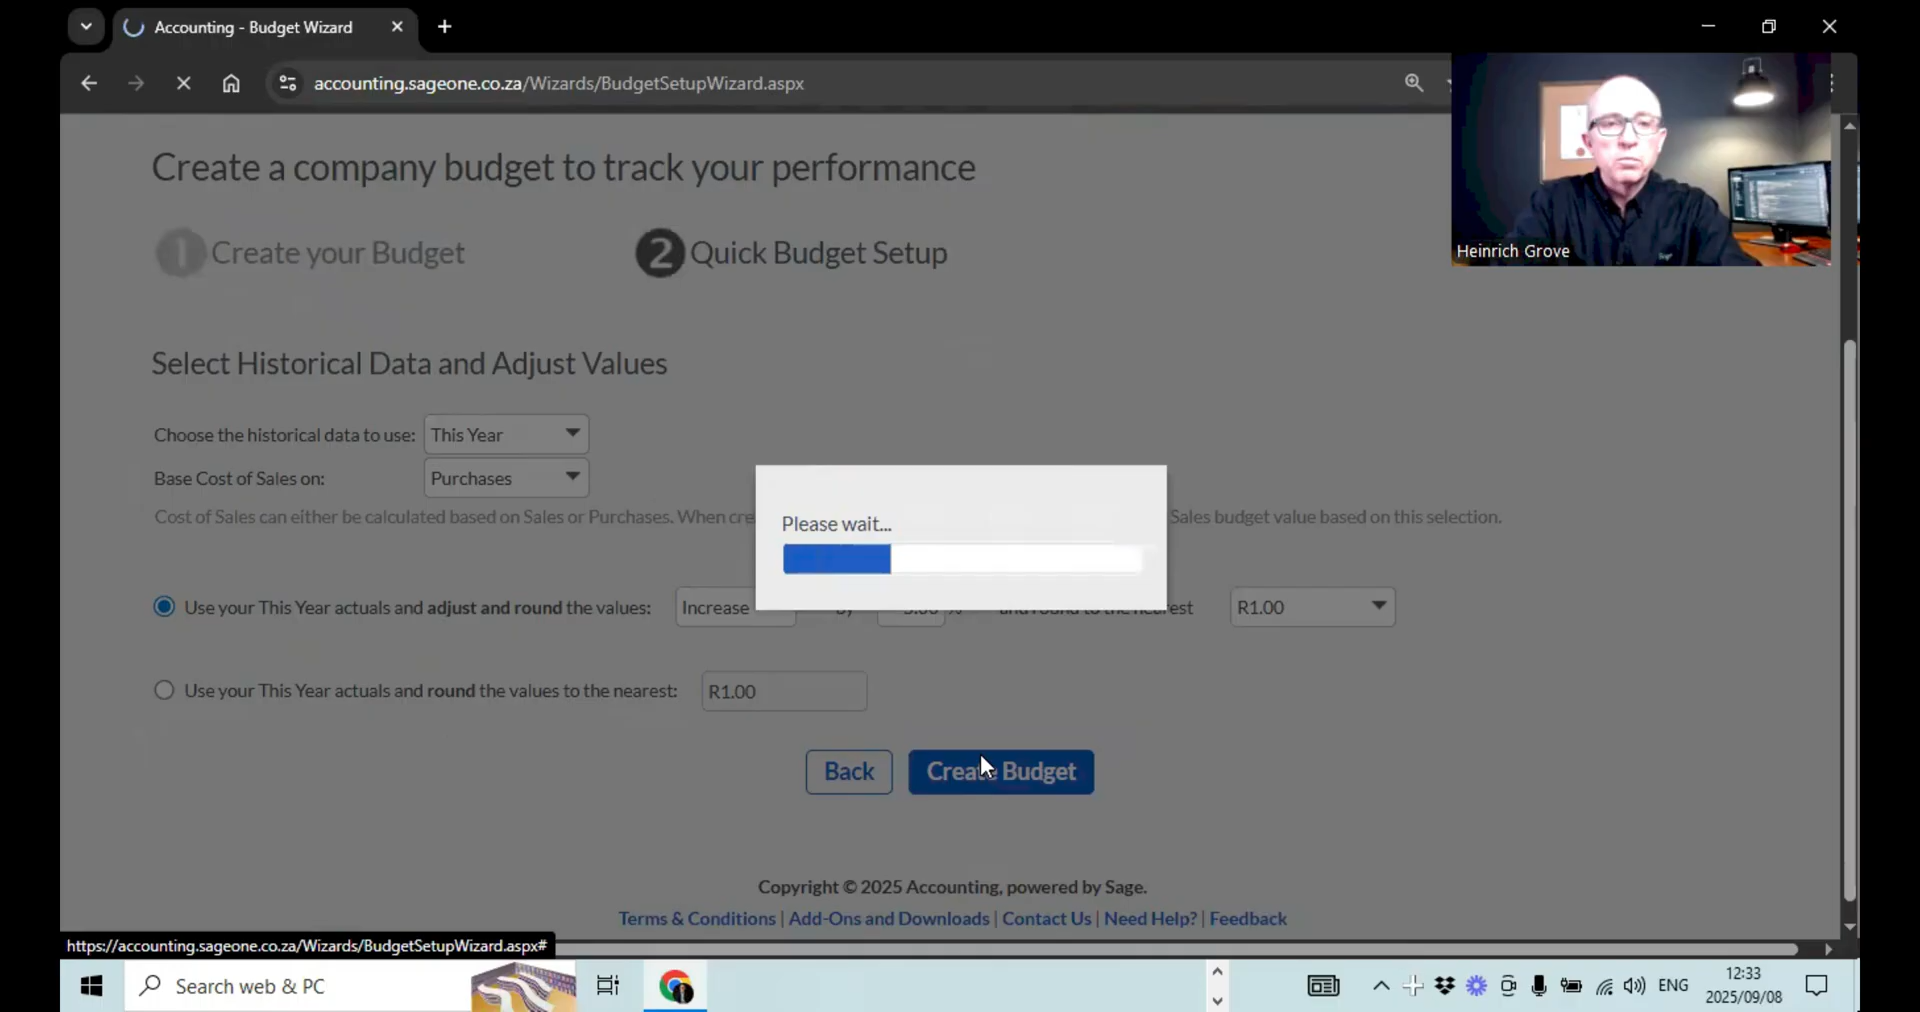 Accounting - Budget Wizard
accounting.sageone.co.za/Wizards/BudgetSetupWizard.aspx
Heinrich Grove
Create a company budget to track your performance
1 Create your Budget
2 Quick Budget Setup
Select Historical Data and Adjust Values
Choose the historical data to use: This Year
Base Cost of Sales on: Purchases
Cost of Sales can either be calculated based on Sales or Purchases. When cre Sales budget value based on this selection.
Please wait...
Use your This Year actuals and adjust and round the values: Increase by % and round to the nearest R1.00
Use your This Year actuals and round the values to the nearest: R1.00
Back Create Budget
Copyright © 2025 Accounting, powered by Sage.
Terms & Conditions | Add-Ons and Downloads | Contact Us | Need Help? | Feedback
https://accounting.sageone.co.za/Wizards/BudgetSetupWizard.aspx#
Search web & PC
ENG
12:33
2025/09/08